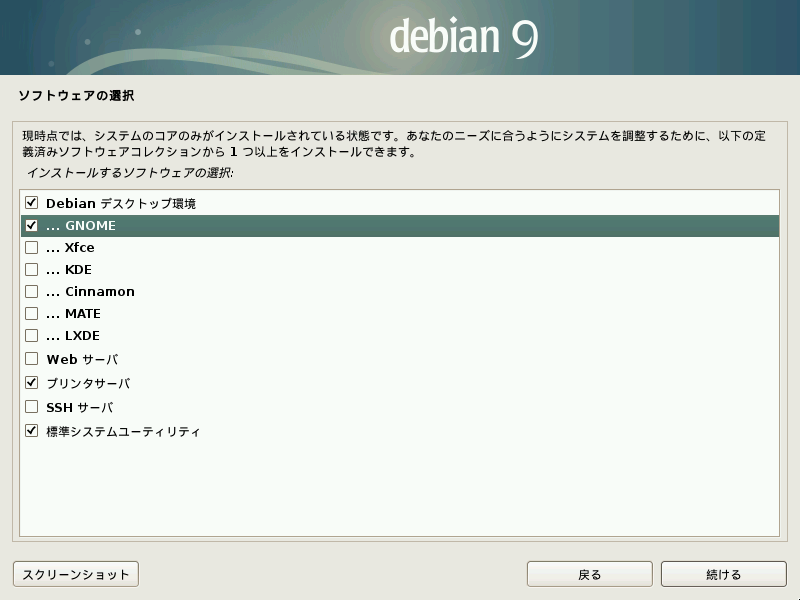 debian 9
ソフトウェアの選択
現時点では、システムのコアのみがインストールされている状態です。あなたのニーズに合うようにシステムを調整するために、以下の定
義済みソフトウェアコレクションから 1 つ以上をインストールできます。
インストールするソフトウェアの選択:
Debian デスクトップ環境
... GNOME
... Xfce
... KDE
... Cinnamon
... MATE
... LXDE
Web サーバ
プリンタサーバ
SSH サーバ
標準システムユーティリティ
スクリーンショット
戻る
続ける